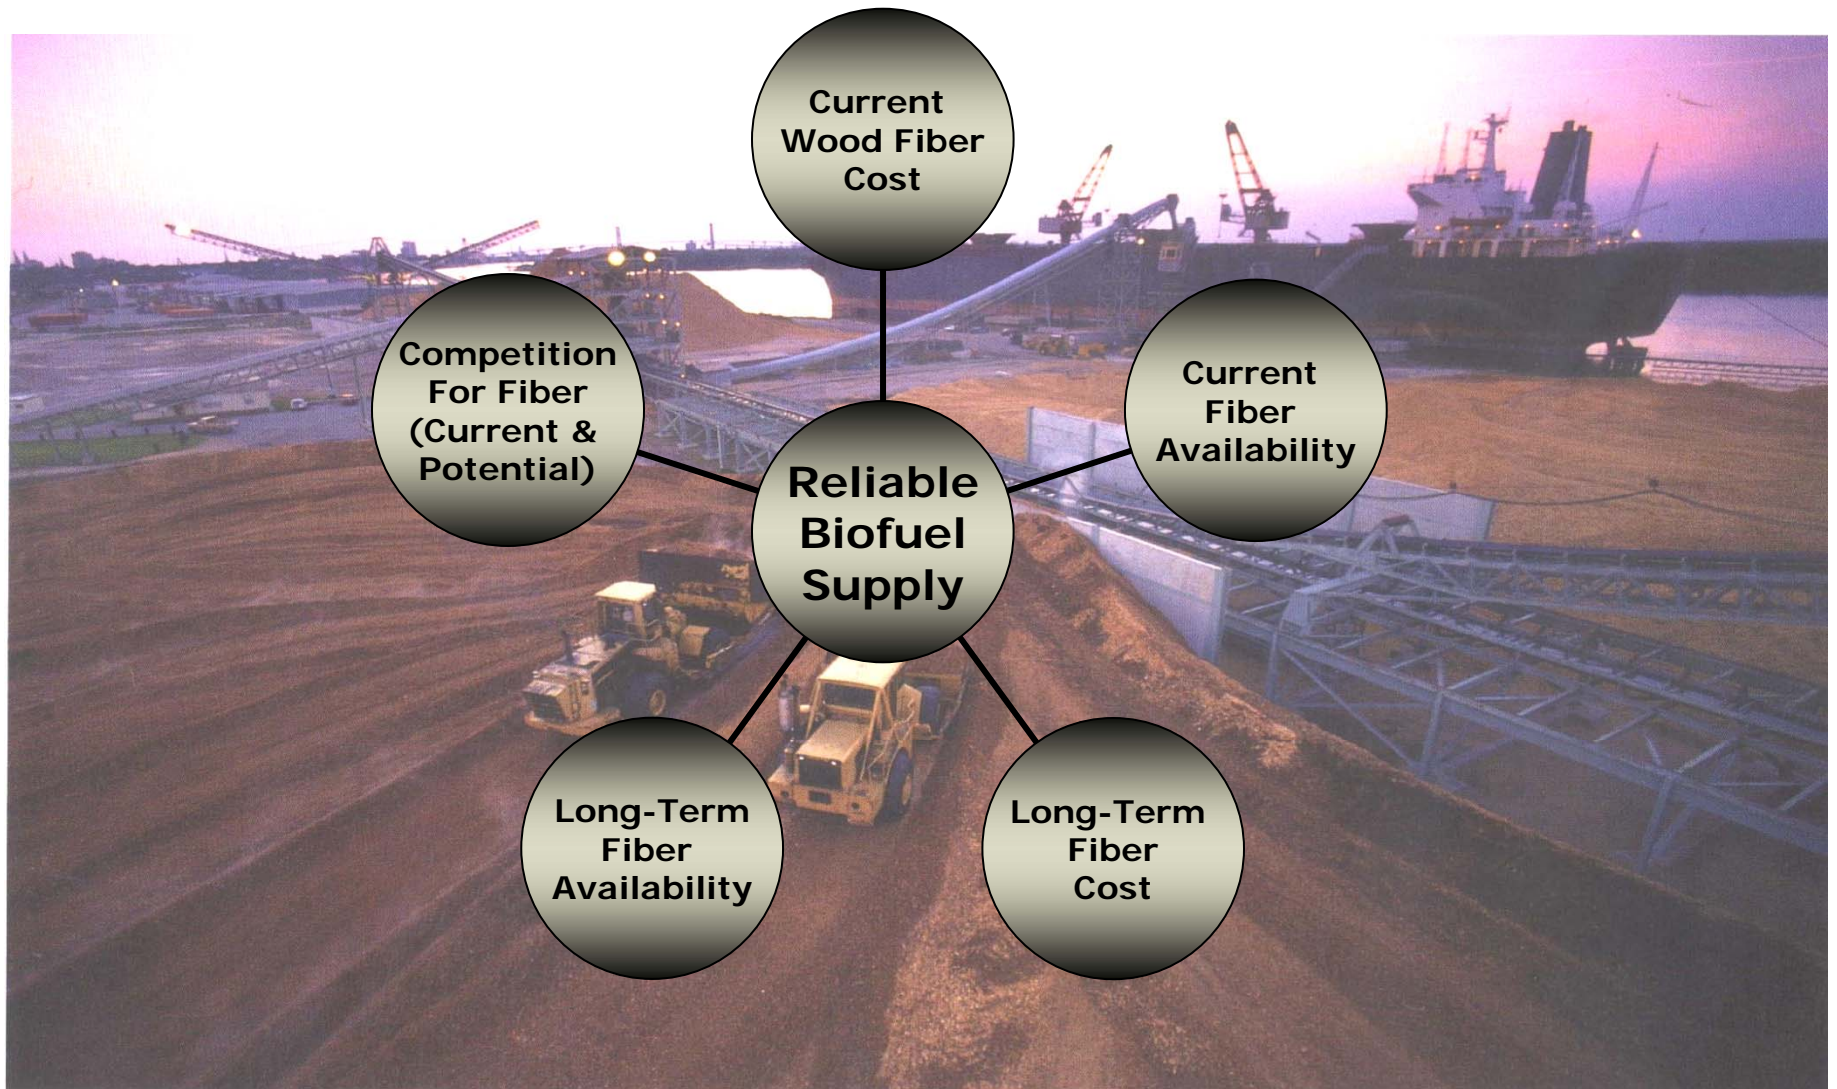 Current
Wood Fiber
Cost
Competition
For Fiber
(Current &
Potential)
Current
Fiber
Availability
Reliable
Biofuel
Supply
Long-Term
Fiber
Availability
Long-Term
Fiber
Cost